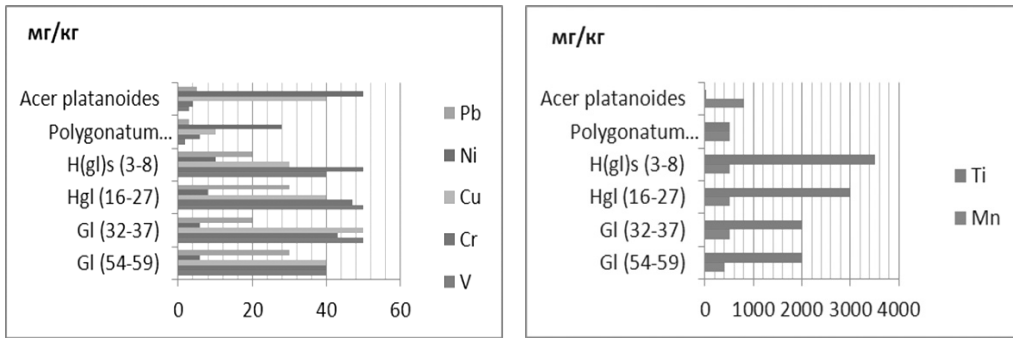 мг/кг
Acer platanoides
Polygonatum...
H(gl)s (3-8)
Hgl (16-27)
Gl (32-37)
Gl (54-59)
0 20 40 60
Pb
Ni
Cu
Cr
V
мг/кг
Acer platanoides
Polygonatum...
H(gl)s (3-8)
Hgl (16-27)
Gl (32-37)
Gl (54-59)
0 1000 2000 3000 4000
Ti
Mn